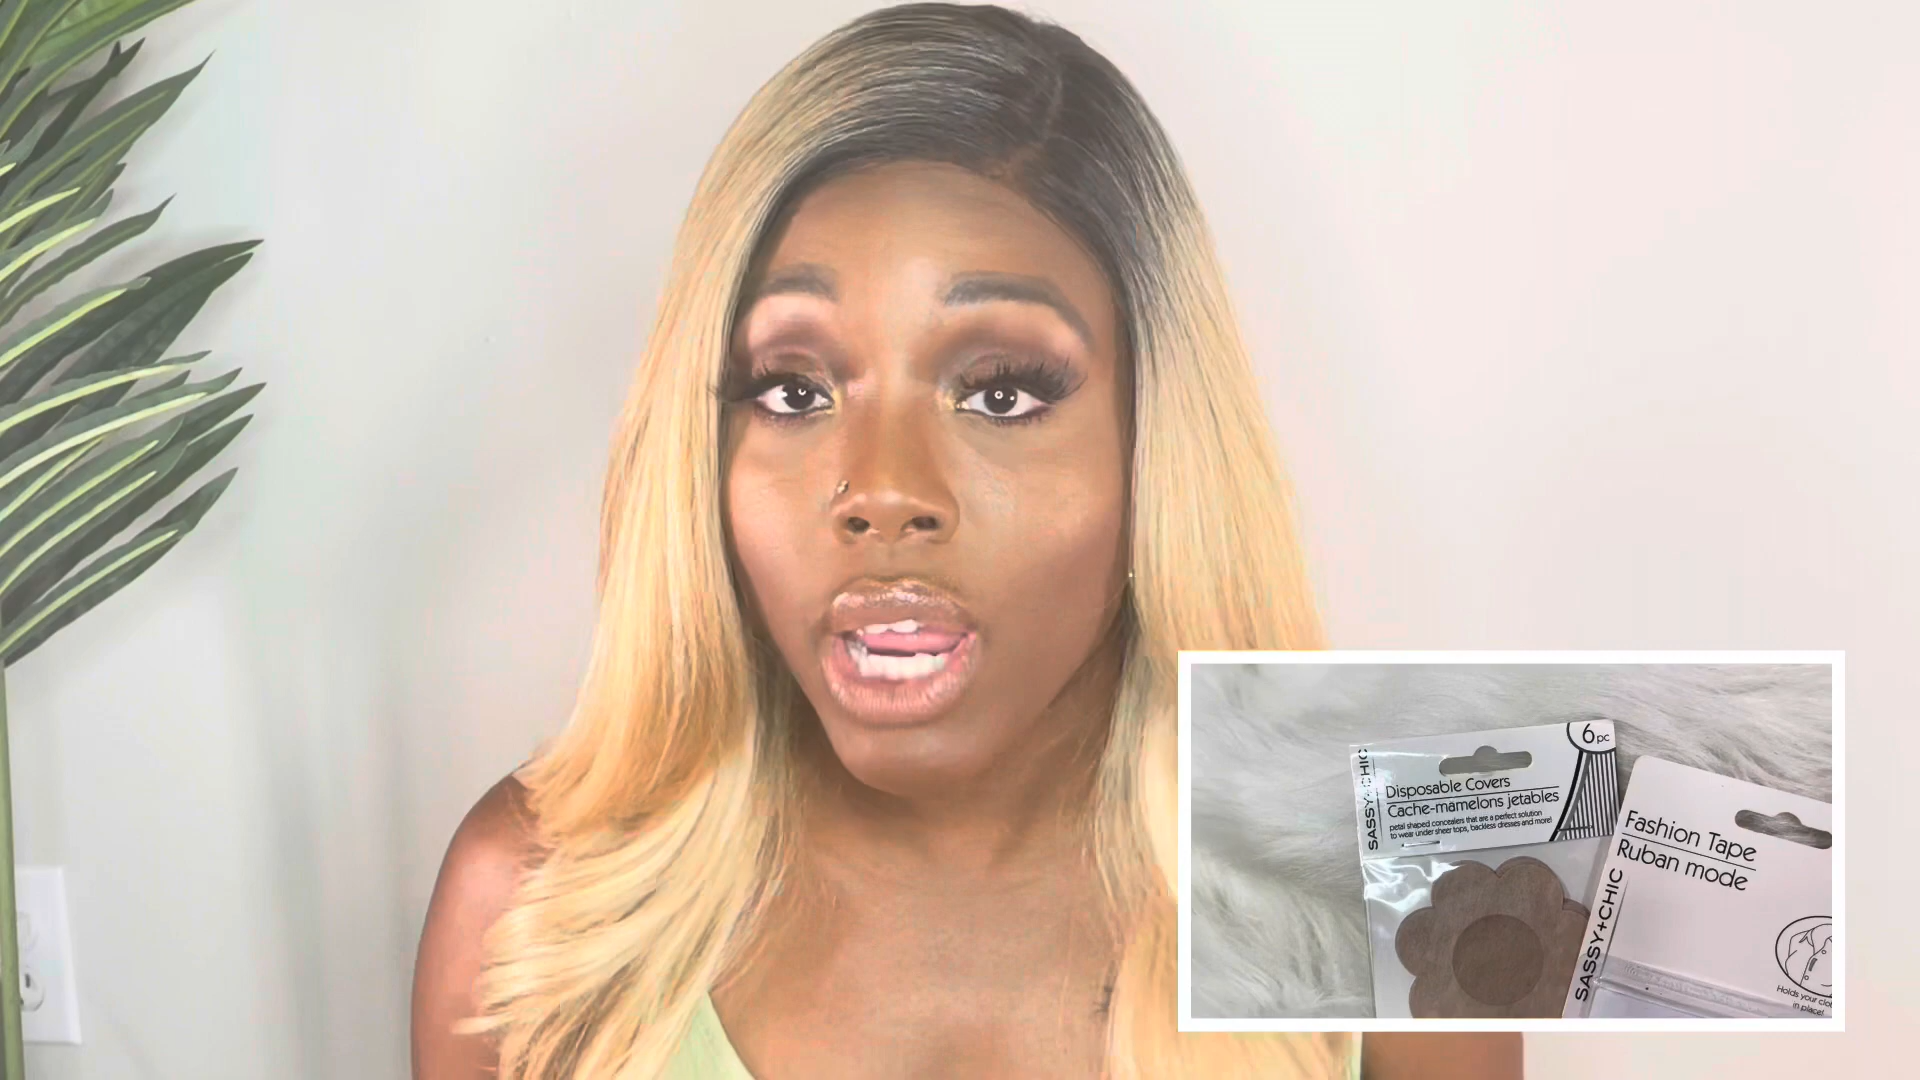 6pc
SASSY+CHIC
Disposable Covers
Cache-mamelons jetables
petal shaped concealers that are a perfect solution
to wear under sheer tops, backless dresses and more!
Fashion Tape
Ruban mode
SASSY+CHIC
Holds your
in place!